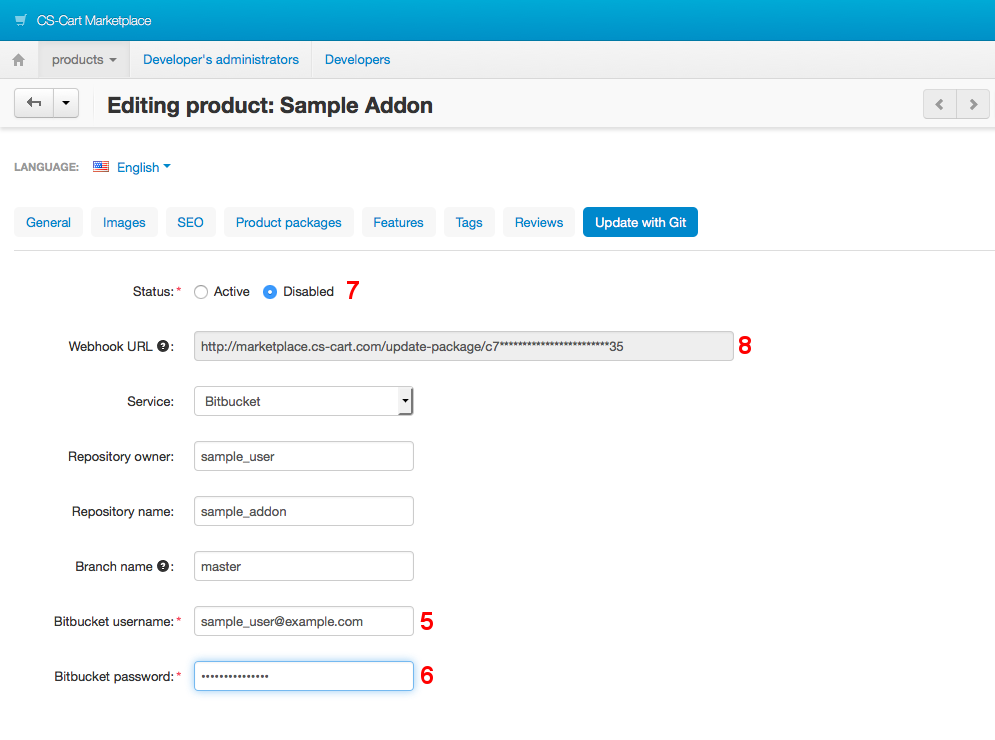 CS-Cart Marketplace
products Developer's administrators Developers
Editing product: Sample Addon
LANGUAGE: English
General Images SEO Product packages Features Tags Reviews Update with Git
Status:* Active Disabled 7
Webhook URL ?: http://marketplace.cs-cart.com/update-package/c7************************35 8
Service: Bitbucket
Repository owner: sample_user
Repository name: sample_addon
Branch name ?: master
Bitbucket username:* sample_user@example.com 5
Bitbucket password:* ••••••••••••••• 6